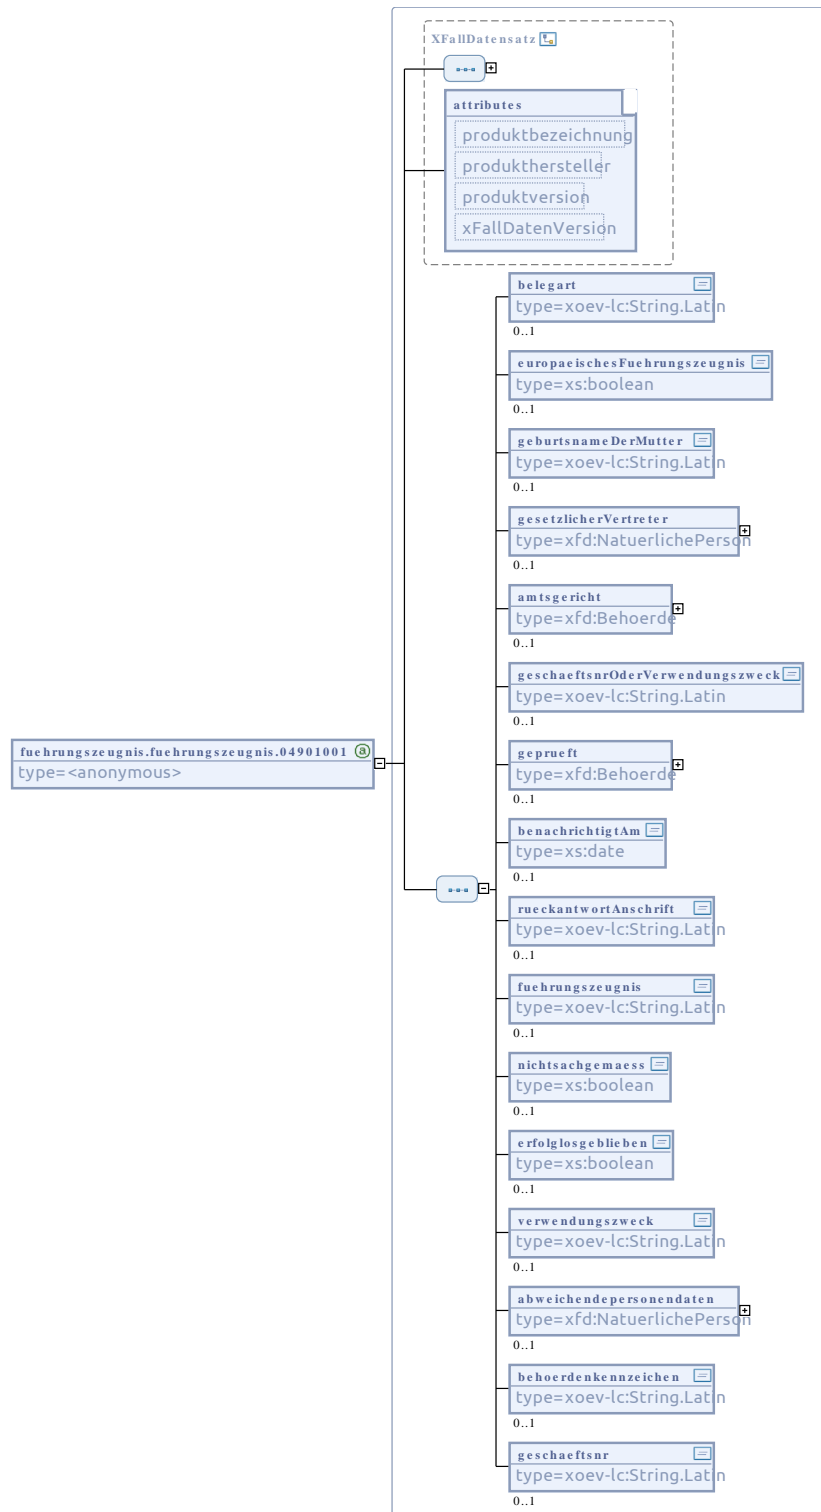 XFallDatensatz
attributes
produktbezeichnung
produkthersteller
produktversion
xFallDatenVersion
belegart
type=xoev-lc:String.Latin
0..1
europaeischesFuehrungszeugnis
type=xs:boolean
0..1
geburtsnameDerMutter
type=xoev-lc:String.Latin
0..1
gesetzlicherVertreter
type=xfd:NatuerlichePerson
0..1
amtsgericht
type=xfd:Behoerde
0..1
geschaeftsnrOderVerwendungszweck
type=xoev-lc:String.Latin
0..1
fuehrungszeugnis.fuehrungszeugnis.04901001 a
type=<anonymous>
geprueft
type=xfd:Behoerde
0..1
benachrichtigtAm
type=xs:date
0..1
rueckantwortAnschrift
type=xoev-lc:String.Latin
0..1
fuehrungszeugnis
type=xoev-lc:String.Latin
0..1
nichtsachgemaess
type=xs:boolean
0..1
erfolglosgeblieben
type=xs:boolean
0..1
verwendungszweck
type=xoev-lc:String.Latin
0..1
abweichendepersonendaten
type=xfd:NatuerlichePerson
0..1
behoerdenkennzeichen
type=xoev-lc:String.Latin
0..1
geschaeftsnr
type=xoev-lc:String.Latin
0..1